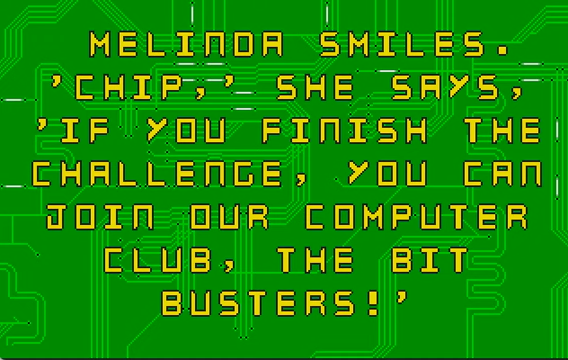 MELINDA SMILES.
'CHIP,' SHE SAYS,
'IF YOU FINISH THE
CHALLENGE, YOU CAN
JOIN OUR COMPUTER
CLUB, THE BIT
BUSTERS!'